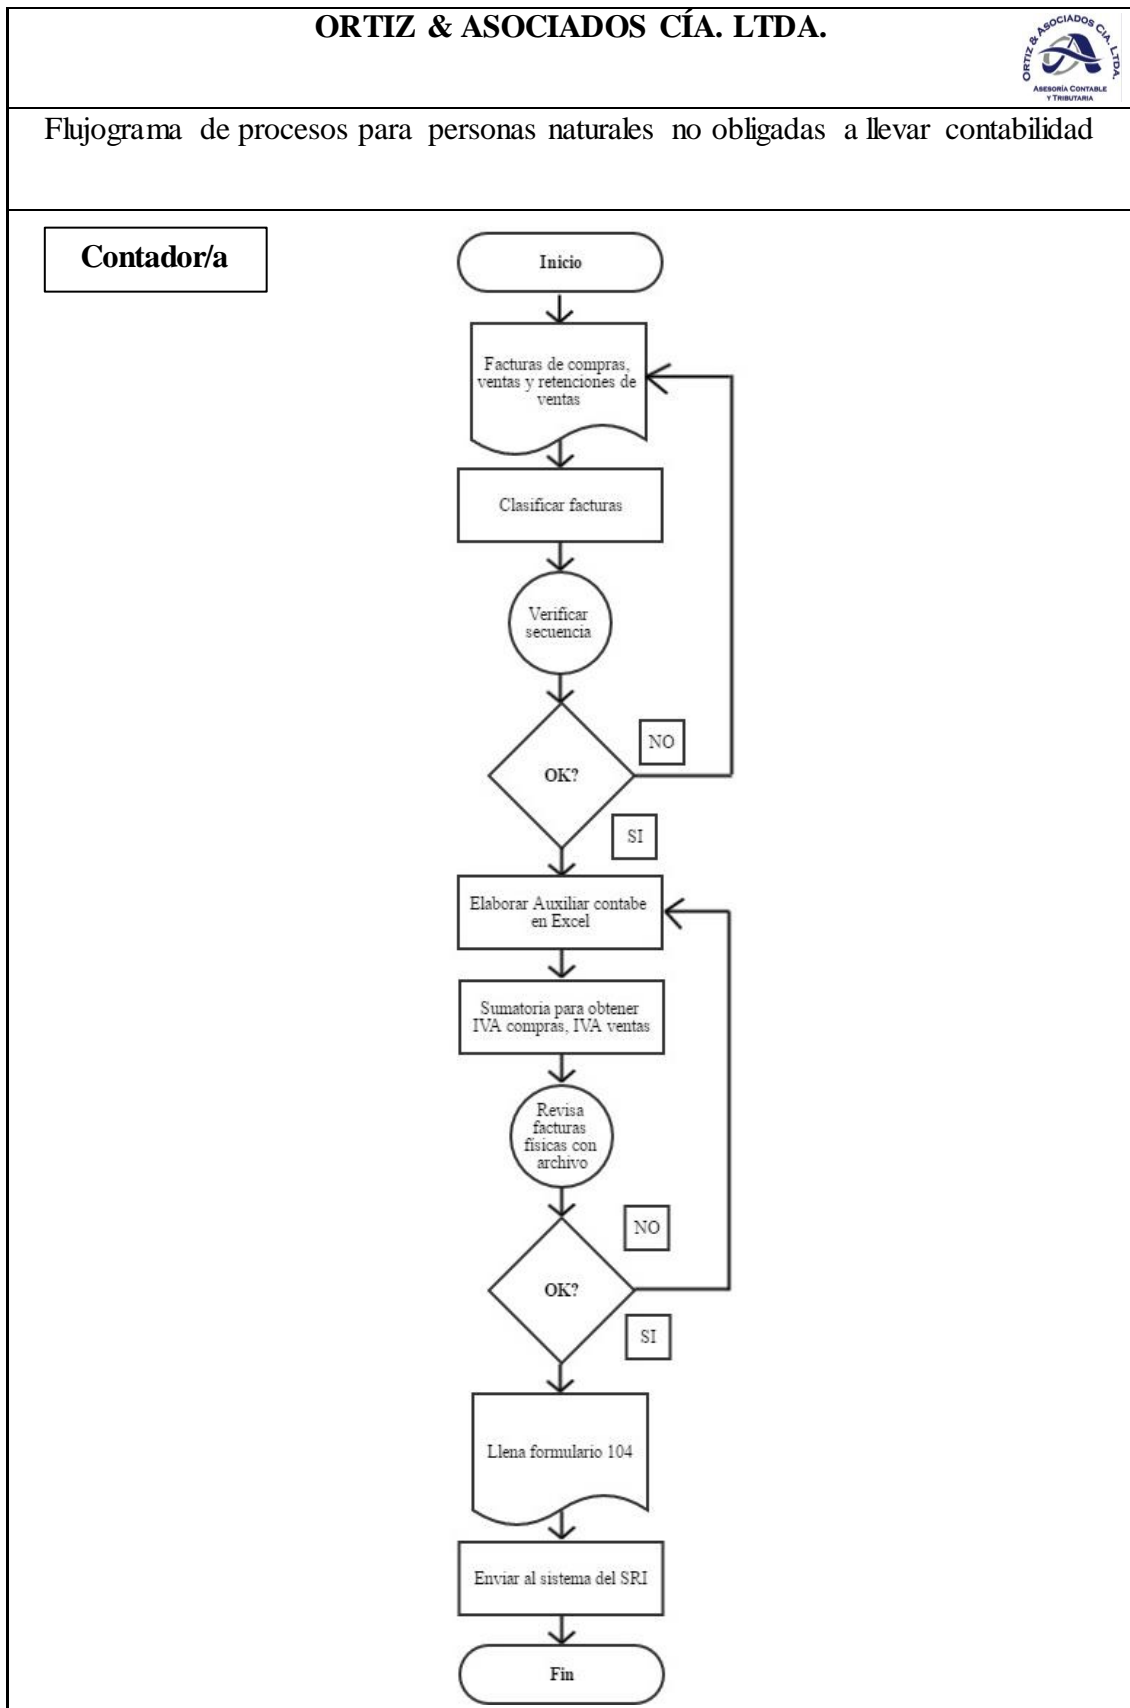 ORTIZ & ASOCIADOS CÍA. LTDA.
ORTIZ & ASOCIADOS CIA. LTDA.
ASESORÍA CONTABLE
Y TRIBUTARIA
Flujograma de procesos para personas naturales no obligadas a llevar contabilidad
Contador/a
Inicio
Facturas de compras,
ventas y retenciones de
ventas
Clasificar facturas
Verificar
secuencia
OK?
NO
SI
Elaborar Auxiliar contabe
en Excel
Sumatoria para obtener
IVA compras, IVA ventas
Revisa
facturas
físicas con
archivo
OK?
NO
SI
Llena formulario 104
Enviar al sistema del SRI
Fin